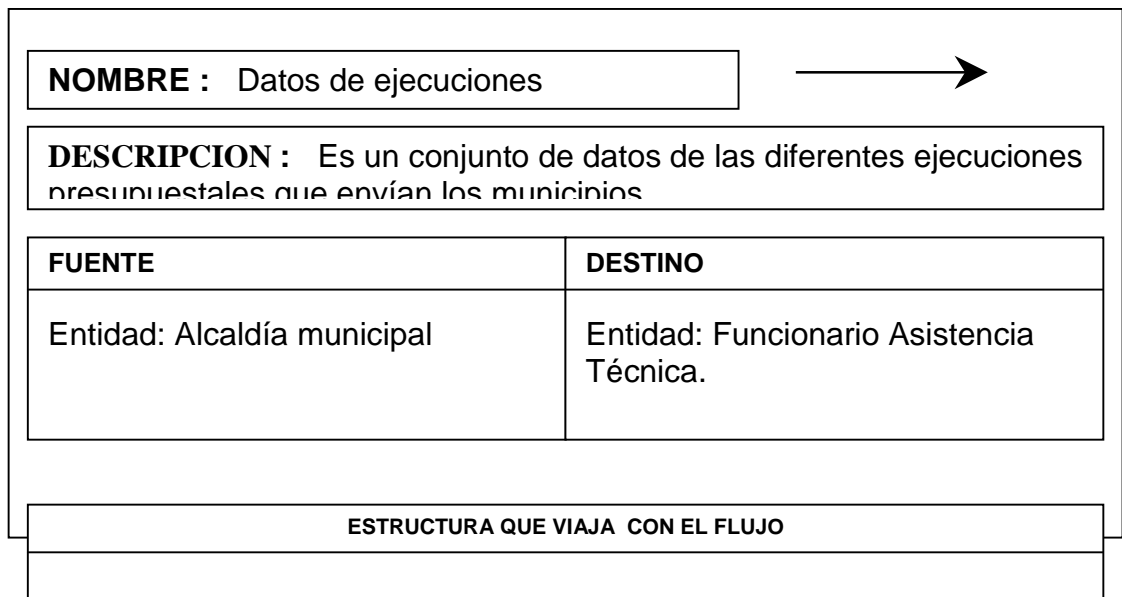 NOMBRE : Datos de ejecuciones
DESCRIPCION : Es un conjunto de datos de las diferentes ejecuciones
presupuestales que envían los municipios
FUENTE
DESTINO
Entidad: Alcaldía municipal
Entidad: Funcionario Asistencia
Técnica.
ESTRUCTURA QUE VIAJA CON EL FLUJO